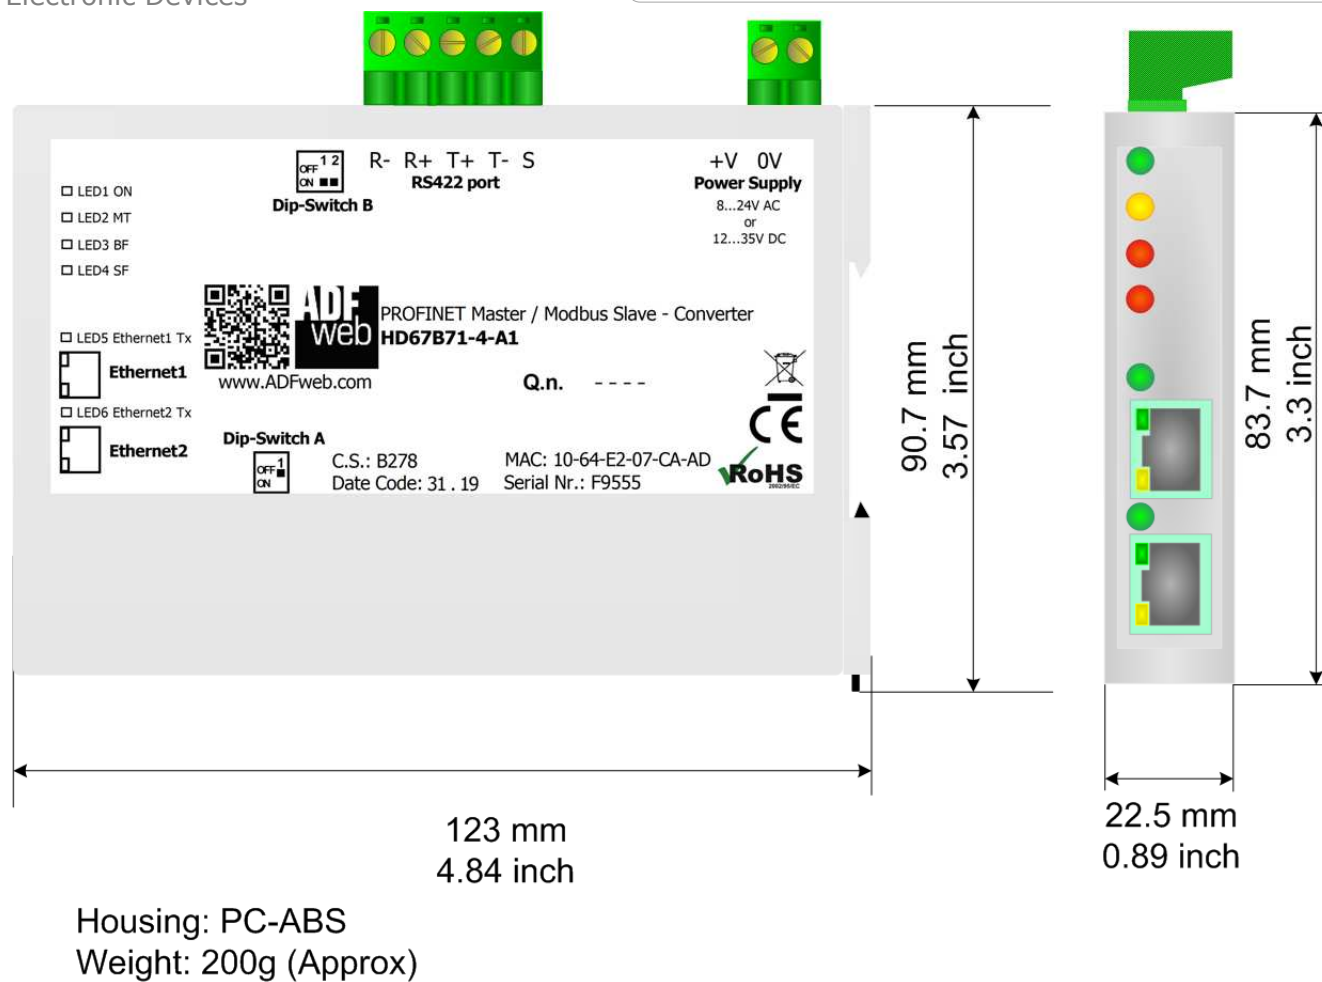 Electronic Devices
OFF 1 2
ON
Dip-Switch B
R- R+ T+ T- S
RS422 port
+V 0V
Power Supply
8...24V AC
or
12...35V DC
LED1 ON
LED2 MT
LED3 BF
LED4 SF
LED5 Ethernet1 Tx
Ethernet1
LED6 Ethernet2 Tx
Ethernet2
ADF
web
www.ADFweb.com
PROFINET Master / Modbus Slave - Converter
HD67B71-4-A1
Q.n. - - - -
CE
Dip-Switch A
OFF 1
ON
C.S.: B278
MAC: 10-64-E2-07-CA-AD
Date Code: 31 . 19
Serial Nr.: F9555
RoHS
2002/95/EC
90.7 mm
3.57 inch
83.7 mm
3.3 inch
123 mm
4.84 inch
22.5 mm
0.89 inch
Housing: PC-ABS
Weight: 200g (Approx)